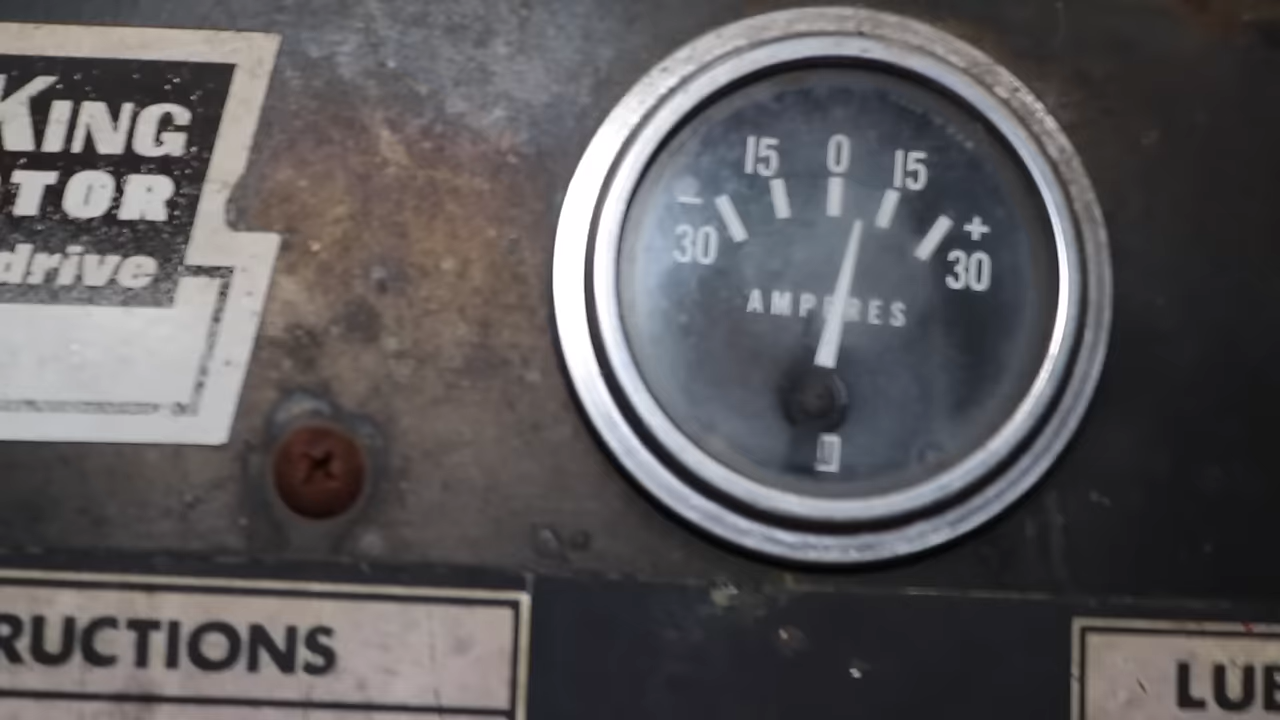 KING
TOR
drive
15 0 15
- +
30 30
AMPERES
RUCTIONS
LUB